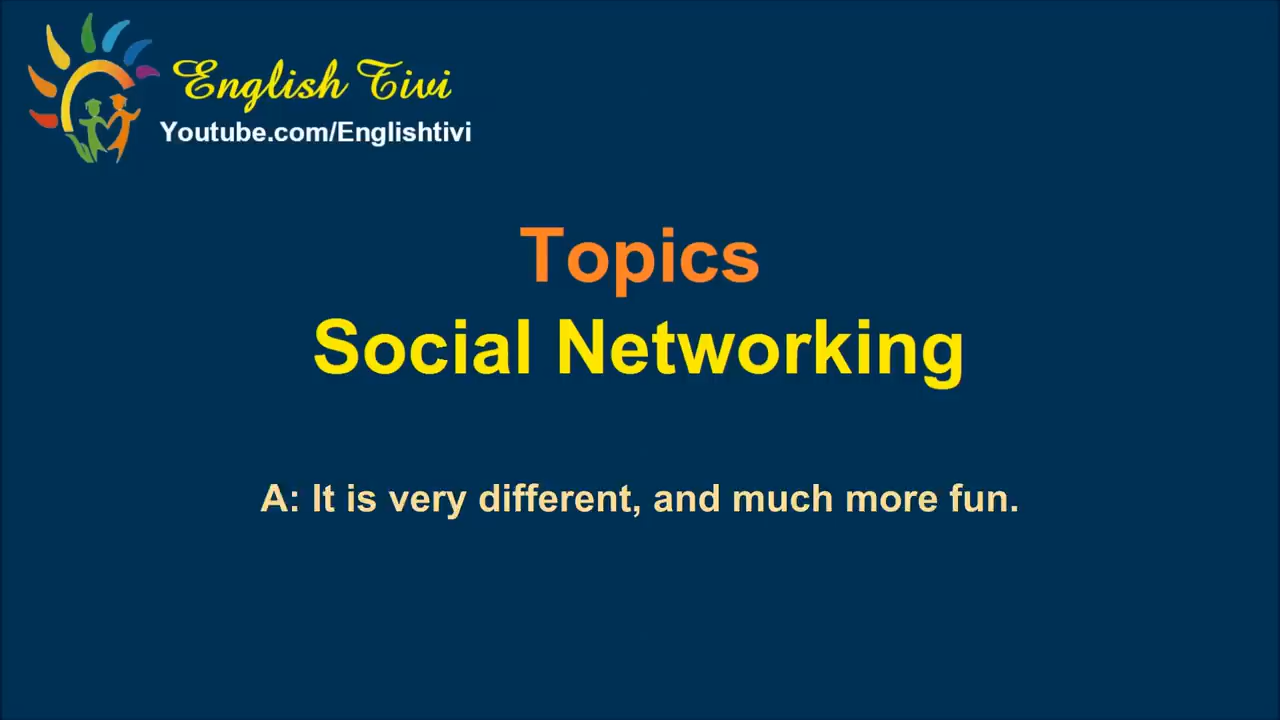 English Tivi
Youtube.com/Englishtivi
Topics
Social Networking
A: It is very different, and much more fun.